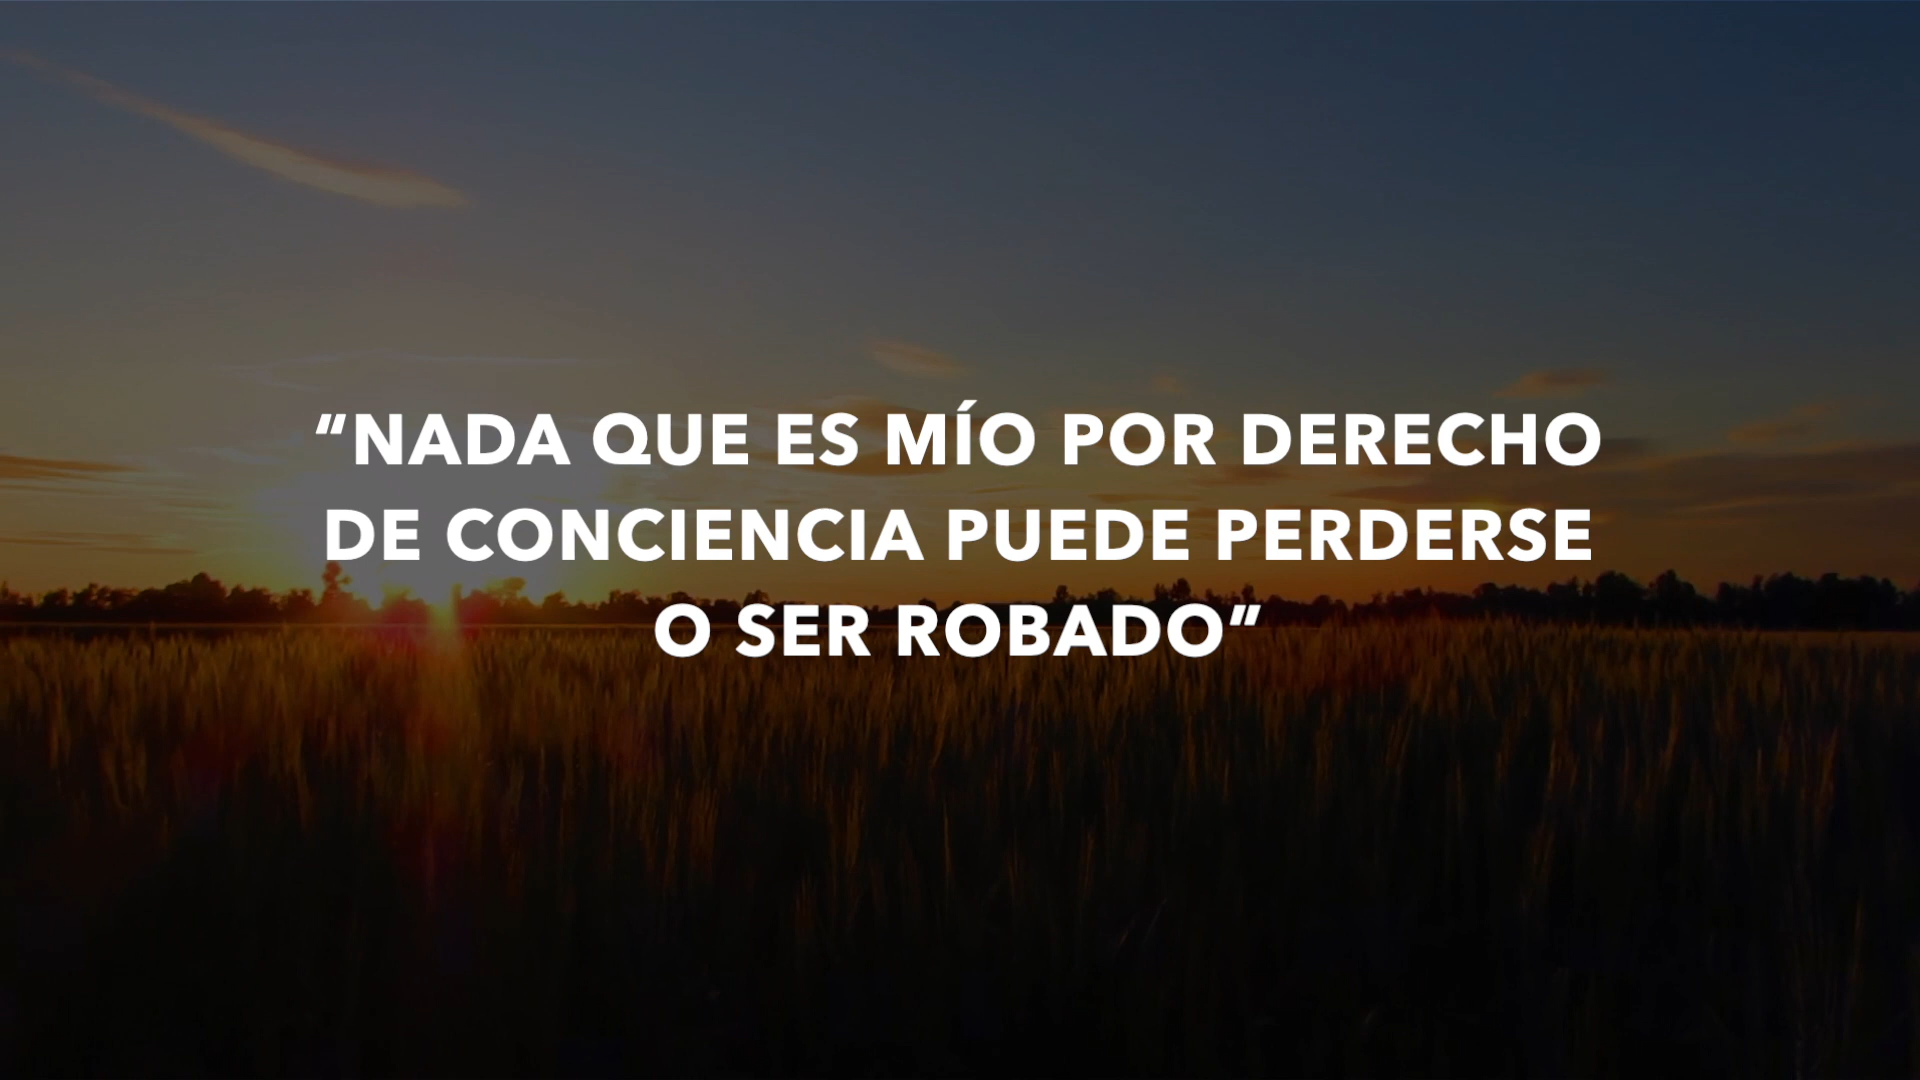 “NADA QUE ES MÍO POR DERECHO
DE CONCIENCIA PUEDE PERDERSE
O SER ROBADO”